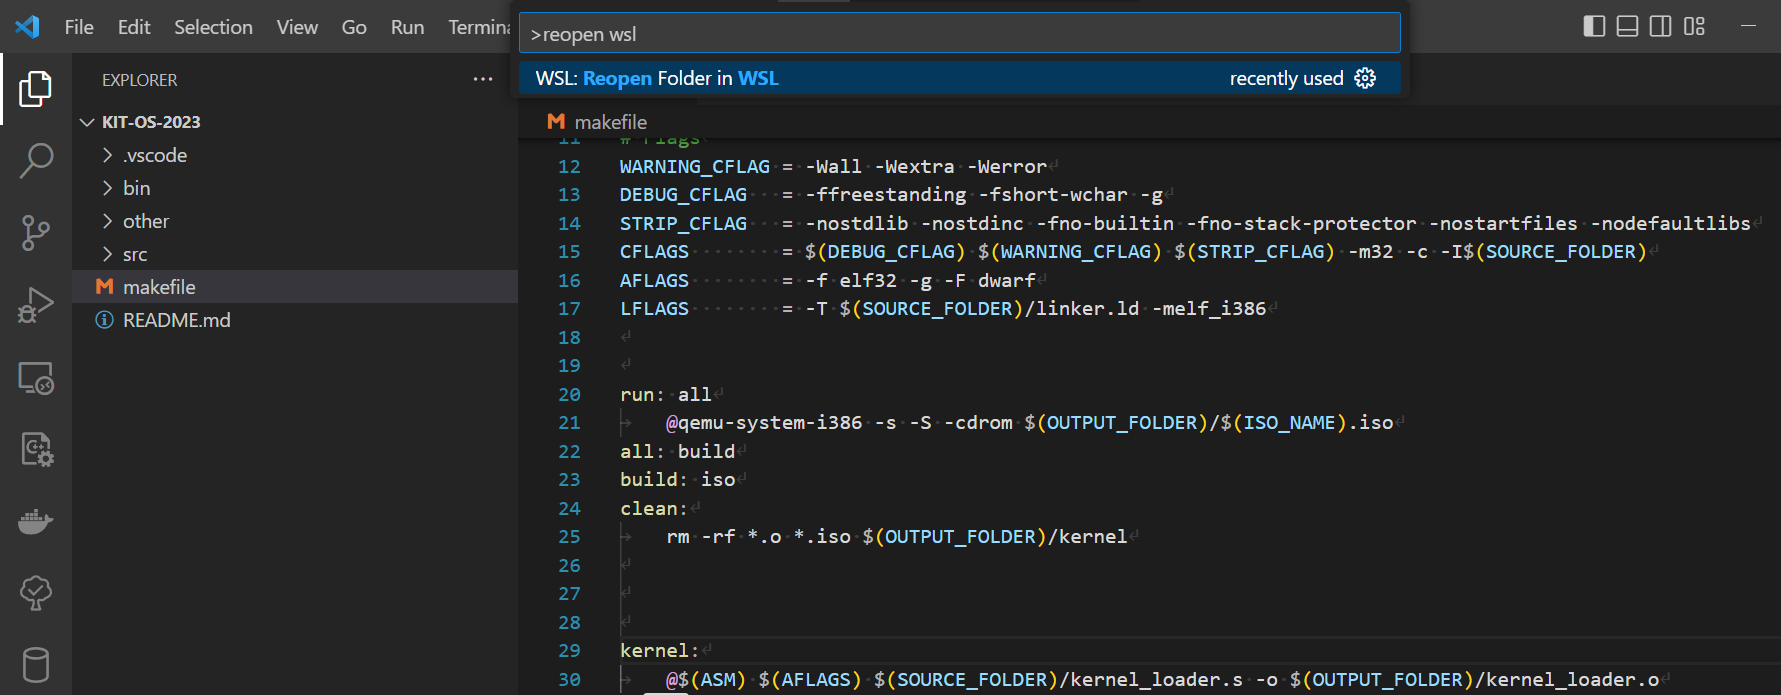 File Edit Selection View Go Run
>reopen wsl
WSL: Reopen Folder in WSL recently used
EXPLORER ···
KIT-OS-2023
.vscode
bin
other
src
makefile
README.md
makefile
11 # Flags
12 WARNING_CFLAG = -Wall -Wextra -Werror
13 DEBUG_CFLAG = -ffreestanding -fshort-wchar -g
14 STRIP_CFLAG = -nostdlib -nostdinc -fno-builtin -fno-stack-protector -nostartfiles -nodefaultlibs
15 CFLAGS = $(DEBUG_CFLAG) $(WARNING_CFLAG) $(STRIP_CFLAG) -m32 -c -I$(SOURCE_FOLDER)
16 AFLAGS = -f elf32 -g -F dwarf
17 LFLAGS = -T $(SOURCE_FOLDER)/linker.ld -melf_i386
18
19
20 run: all
21 @qemu-system-i386 -s -S -cdrom $(OUTPUT_FOLDER)/$(ISO_NAME).iso
22 all: build
23 build: iso
24 clean:
25 rm -rf *.o *.iso $(OUTPUT_FOLDER)/kernel
26
27
28
29 kernel:
30 @$(ASM) $(AFLAGS) $(SOURCE_FOLDER)/kernel_loader.s -o $(OUTPUT_FOLDER)/kernel_loader.o